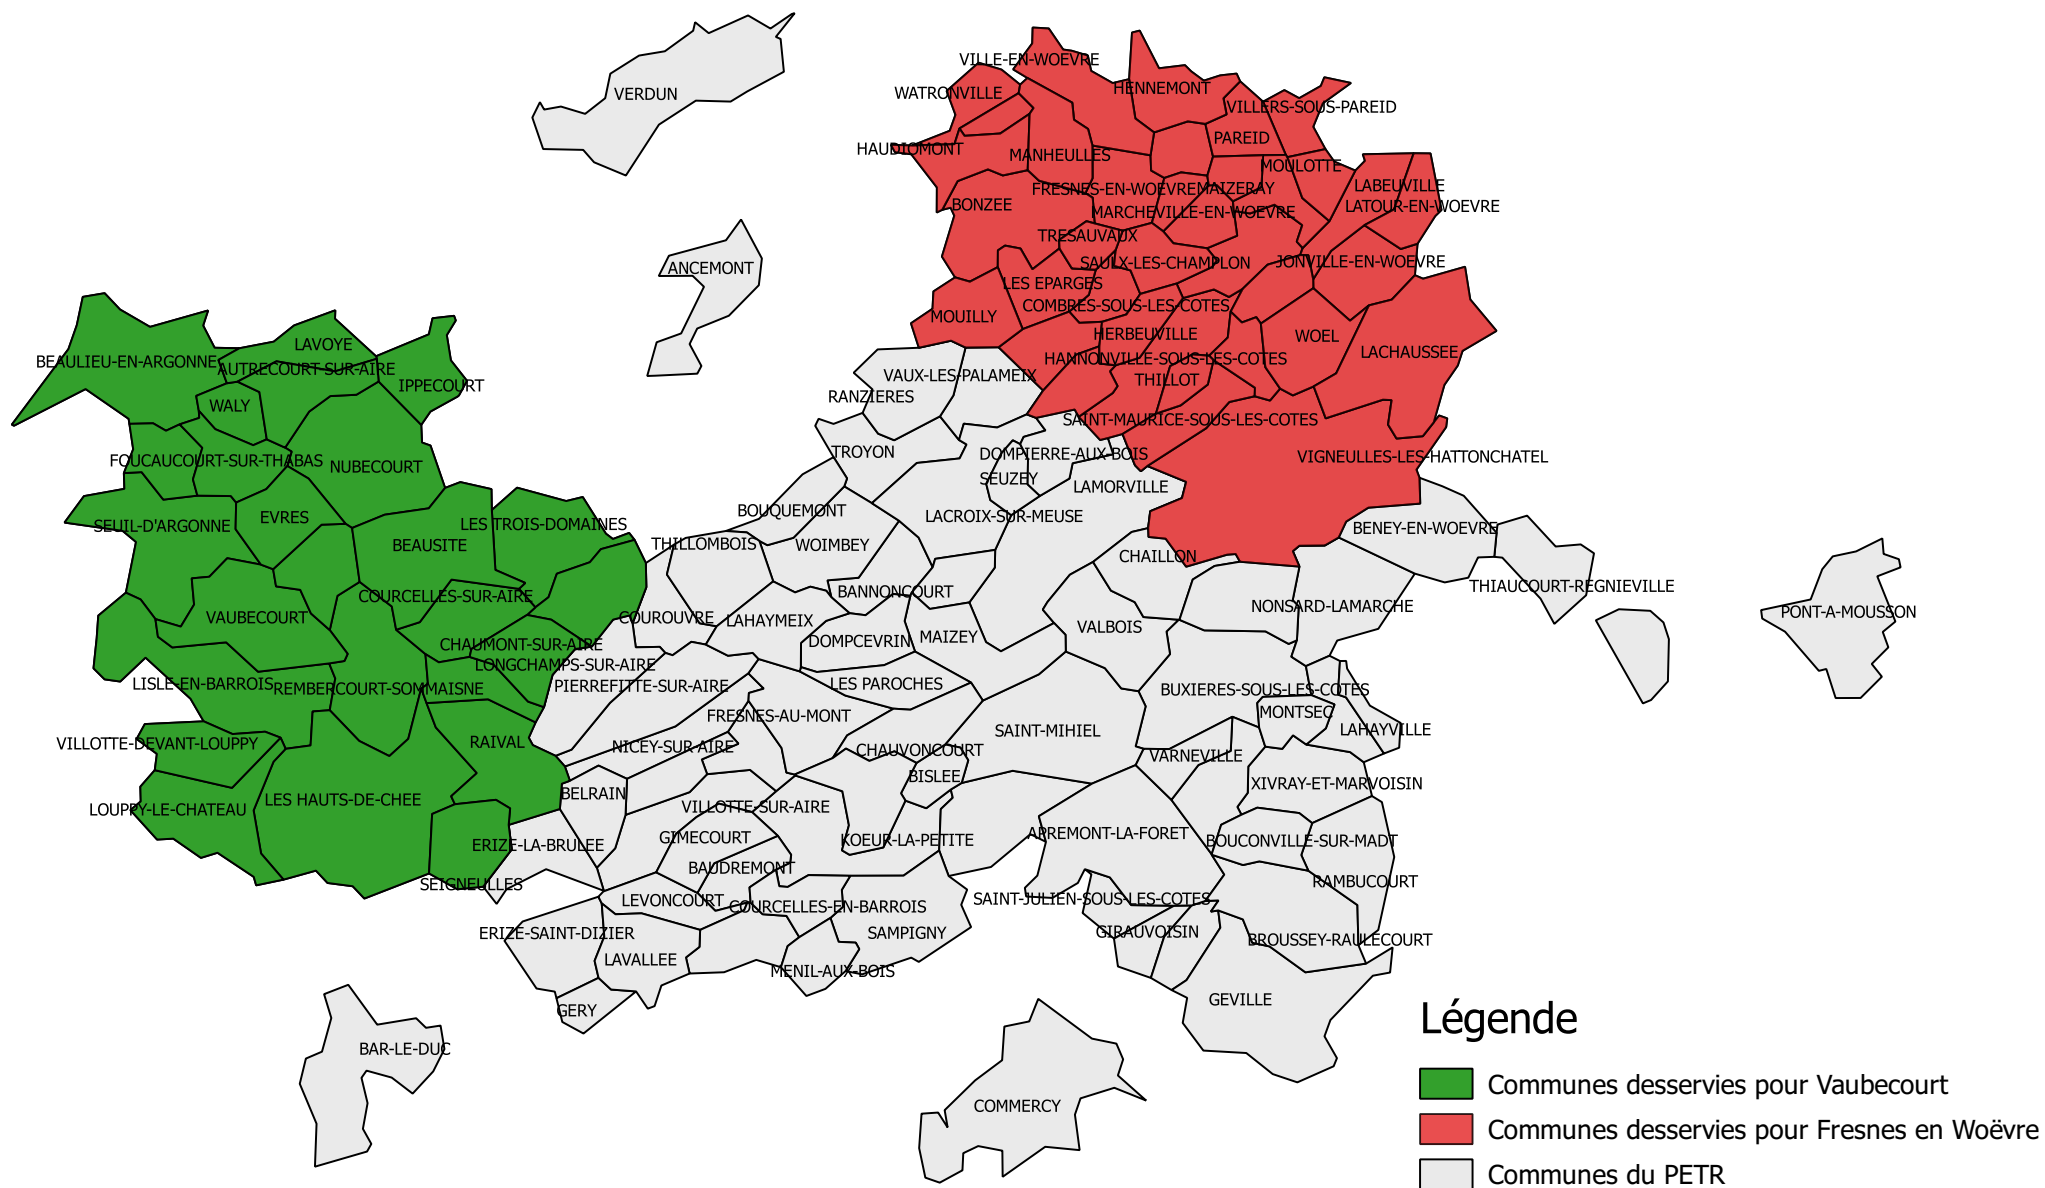 VILLE-EN-WOEVRE
HENNEMONT
VERDUN
WATRONVILLE
VILLERS-SOUS-PAREID
PAREID
HAUDIOMONT
MANHEULLES
MOULOTTE
FRESNES-EN-WOEVRE
MAIZERAY
LABEUVILLE
BONZEE
MARCHEVILLE-EN-WOEVRE
LATOUR-EN-WOEVRE
TRESAUVAUX
ANCEMONT
SAULX-LES-CHAMPLON
JONVILLE-EN-WOEVRE
LES EPARGES
COMBRES-SOUS-LES-COTES
MOUILLY
HERBEUVILLE
WOEL
LAVOYE
LACHAUSSEE
BEAULIEU-EN-ARGONNE
HANNONVILLE-SOUS-LES-COTES
AUTRECOURT-SUR-AIRE
VAUX-LES-PALAMEIX
THILLOT
IPPECOURT
RANZIERES
WALY
SAINT-MAURICE-SOUS-LES-COTES
TROYON
DOMPIERRE-AUX-BOIS
VIGNEULLES-LES-HATTONCHATEL
FOUCAUCOURT-SUR-THABAS
NUBECOURT
SEUZEY
LAMORVILLE
BOUQUEMONT
EVRES
LACROIX-SUR-MEUSE
SEUIL-D'ARGONNE
LES TROIS-DOMAINES
BENEY-EN-WOEVRE
BEAUSITE
THILLOMBOIS
WOIMBEY
CHAILLON
THIAUCOURT-REGNIEVILLE
BANNONCOURT
COURCELLES-SUR-AIRE
NONSARD-LAMARCHE
PONT-A-MOUSSON
VAUBECOURT
COUROUVRE
LAHAYMEIX
VALBOIS
MAIZEY
DOMPCEVRIN
CHAUMONT-SUR-AIRE
LONGCHAMPS-SUR-AIRE
LISLE-EN-BARROIS
REMBERCOURT-SOMMAISNE
PIERREFITTE-SUR-AIRE
LES PAROCHES
BUXIERES-SOUS-LES-COTES
MONTSEC
FRESNES-AU-MONT
SAINT-MIHIEL
LAHAYVILLE
VILLOTTE-DEVANT-LOUPPY
RAIVAL
NICEY-SUR-AIRE
CHAUVONCOURT
VARNEVILLE
BISLEE
XIVRAY-ET-MARVOISIN
BELRAIN
LES HAUTS-DE-CHEE
LOUPPY-LE-CHATEAU
VILLOTTE-SUR-AIRE
APREMONT-LA-FORET
GIMECOURT
KOEUR-LA-PETITE
BOUCONVILLE-SUR-MADT
ERIZE-LA-BRULEE
BAUDREMONT
SEIGNEULLES
RAMBUCOURT
LEVONCOURT
COURCELLES-EN-BARROIS
SAINT-JULIEN-SOUS-LES-COTES
ERIZE-SAINT-DIZIER
SAMPIGNY
GIRAUVOISIN
BROUSSEY-RAULECOURT
LAVALLEE
MENIL-AUX-BOIS
GEVILLE
GERY
BAR-LE-DUC
COMMERCY
Légende
Communes desservies pour Vaubecourt
Communes desservies pour Fresnes en Woëvre
Communes du PETR